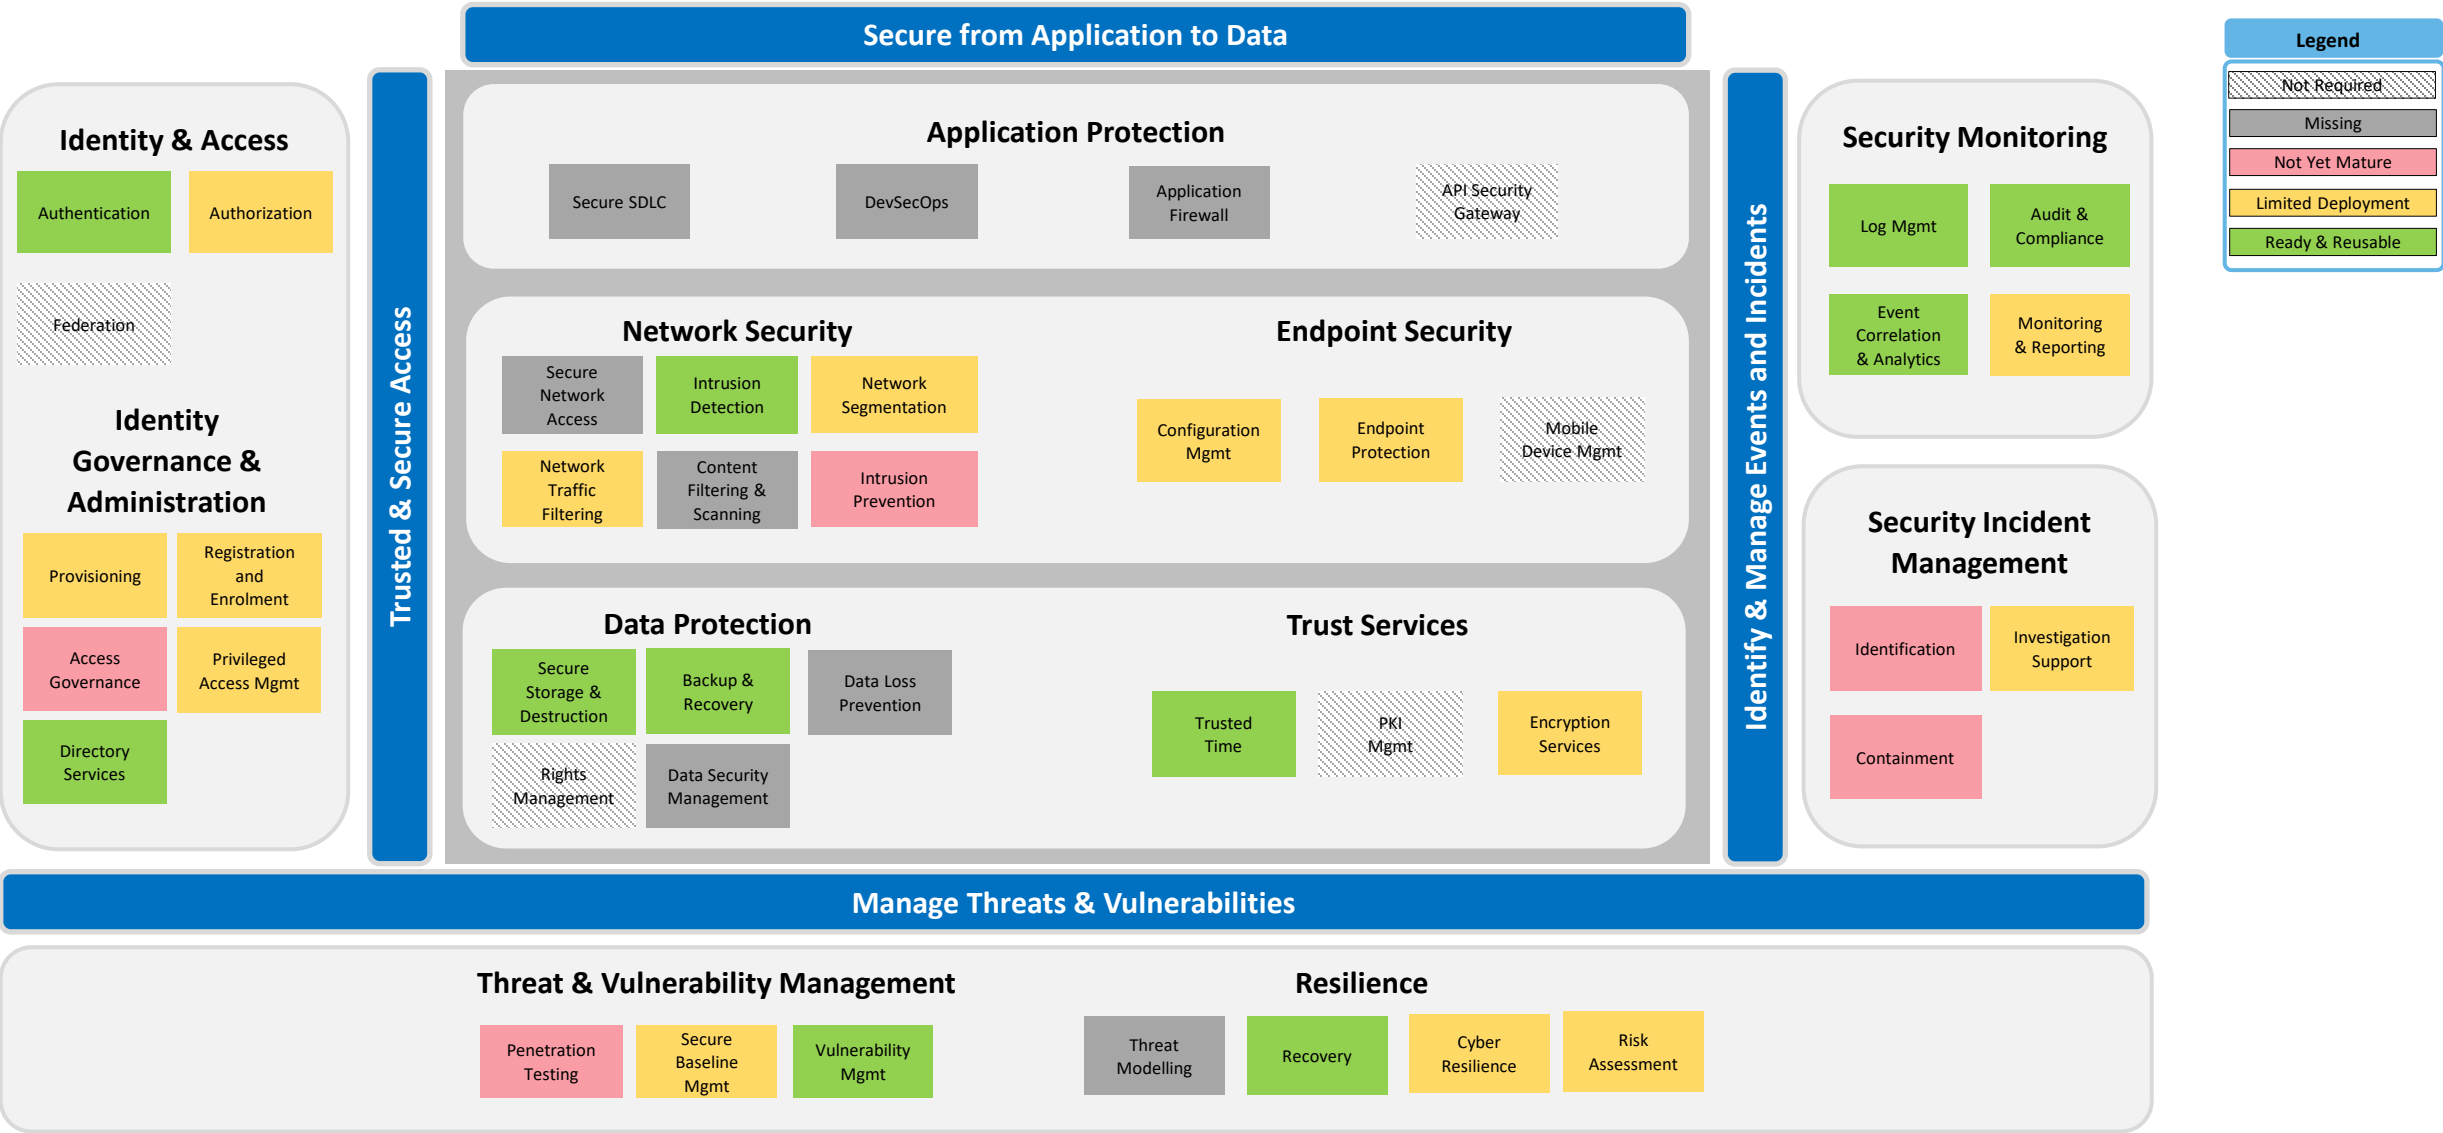 Secure from Application to Data
Legend
Not Required
Missing
Not Yet Mature
Limited Deployment
Ready & Reusable
Identity & Access
Authentication
Authorization
Federation
Identity
Governance &
Administration
Provisioning
Registration
and
Enrolment
Access
Governance
Privileged
Access Mgmt
Directory
Services
Trusted & Secure Access
Application Protection
Secure SDLC
DevSecOps
Application
Firewall
API Security
Gateway
Network Security
Secure
Network
Access
Intrusion
Detection
Network
Segmentation
Network
Traffic
Filtering
Content
Filtering &
Scanning
Intrusion
Prevention
Endpoint Security
Configuration
Mgmt
Endpoint
Protection
Mobile
Device Mgmt
Data Protection
Secure
Storage &
Destruction
Backup &
Recovery
Data Loss
Prevention
Rights
Management
Data Security
Management
Trust Services
Trusted
Time
PKI
Mgmt
Encryption
Services
Identify & Manage Events and Incidents
Security Monitoring
Log Mgmt
Audit &
Compliance
Event
Correlation
& Analytics
Monitoring
& Reporting
Security Incident
Management
Identification
Investigation
Support
Containment
Manage Threats & Vulnerabilities
Threat & Vulnerability Management
Penetration
Testing
Secure
Baseline
Mgmt
Vulnerability
Mgmt
Resilience
Threat
Modelling
Recovery
Cyber
Resilience
Risk
Assessment